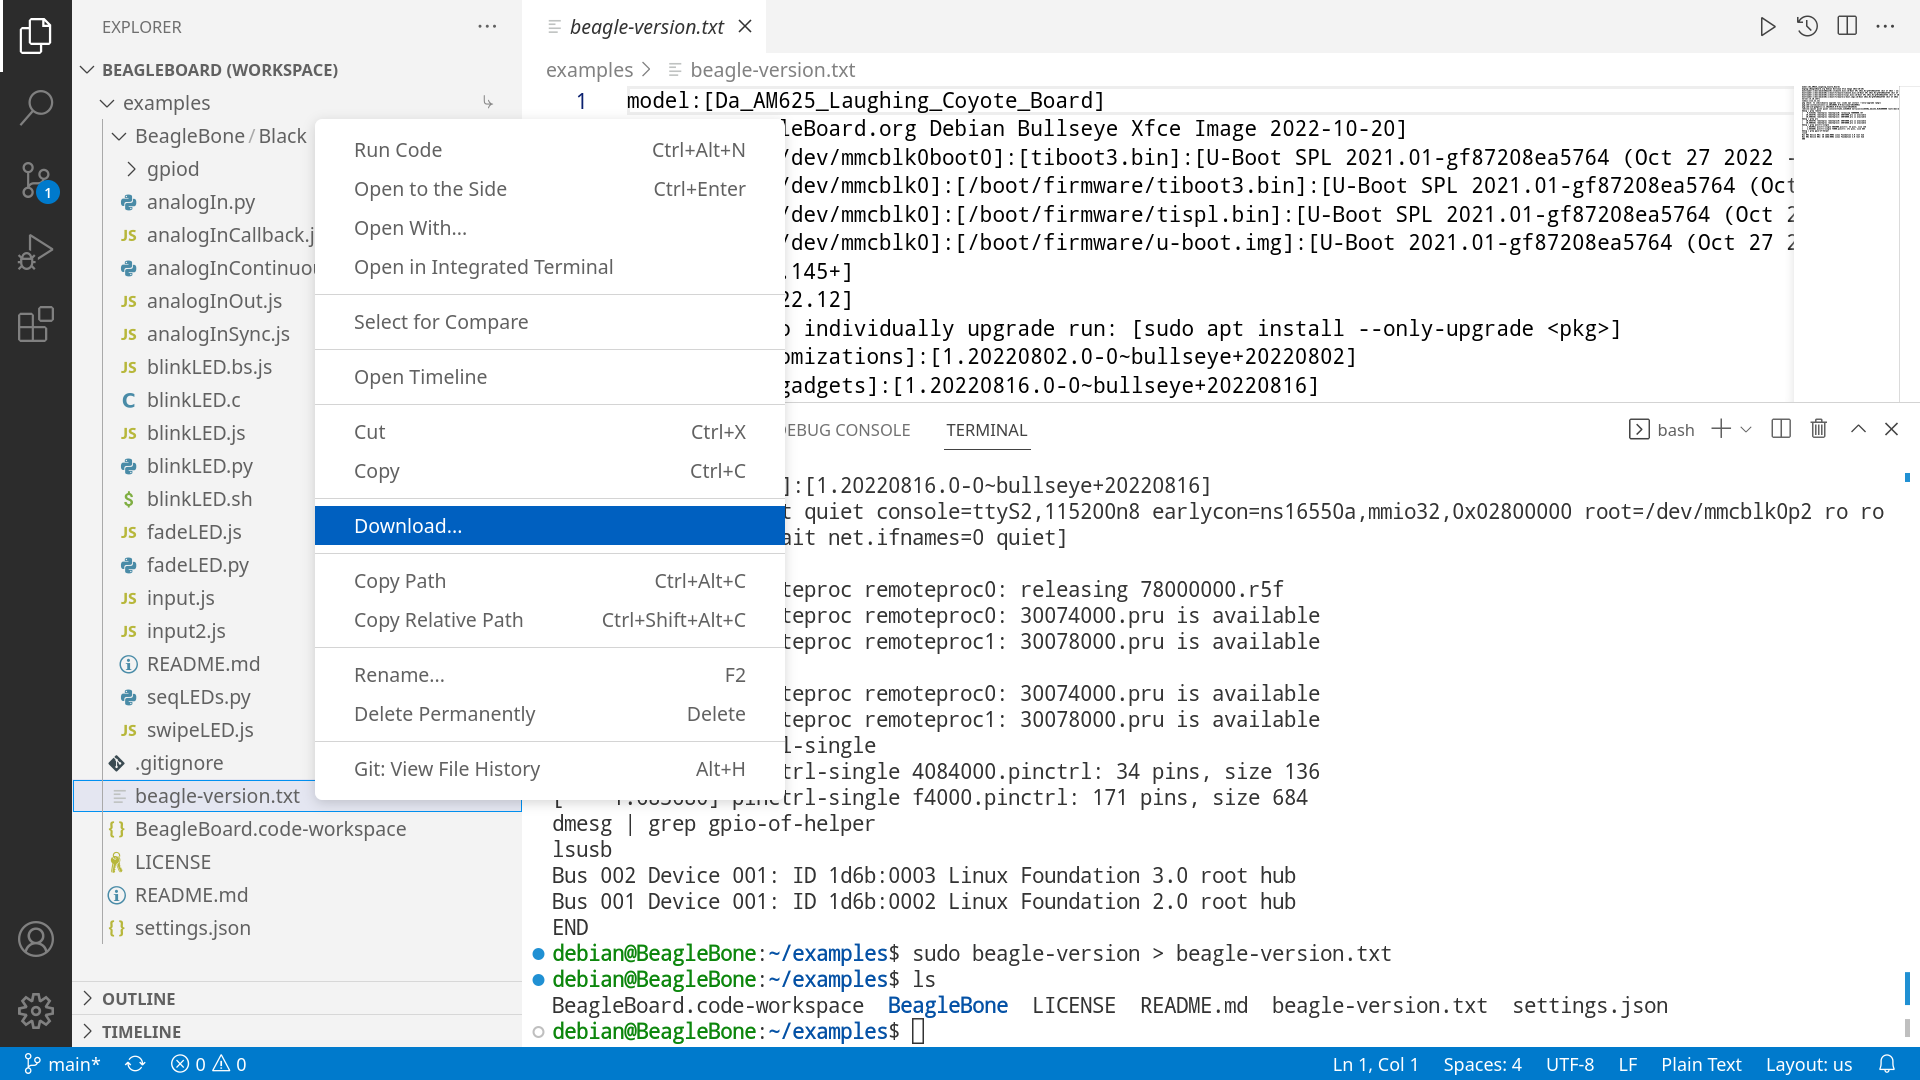 EXPLORER
BEAGLEBOARD (WORKSPACE)
examples
BeagleBone / Black
gpiod
analogIn.py
analogInCallback.j
analogInContinuou
analogInOut.js
analogInSync.js
blinkLED.bs.js
blinkLED.c
blinkLED.js
blinkLED.py
blinkLED.sh
fadeLED.js
fadeLED.py
input.js
input2.js
README.md
seqLEDs.py
swipeLED.js
.gitignore
beagle-version.txt
BeagleBoard.code-workspace
LICENSE
README.md
settings.json
OUTLINE
TIMELINE
1
Run Code Ctrl+Alt+N
Open to the Side Ctrl+Enter
Open With...
Open in Integrated Terminal
Select for Compare
Open Timeline
Cut Ctrl+X
Copy Ctrl+C
Download...
Copy Path Ctrl+Alt+C
Copy Relative Path Ctrl+Shift+Alt+C
Rename... F2
Delete Permanently Delete
Git: View File History Alt+H
beagle-version.txt
examples > beagle-version.txt
1 model:[Da_AM625_Laughing_Coyote_Board]
leBoard.org Debian Bullseye Xfce Image 2022-10-20]
/dev/mmcblk0boot0]:[tiboot3.bin]:[U-Boot SPL 2021.01-gf87208ea5764 (Oct 27 2022 -
/dev/mmcblk0]:[/boot/firmware/tiboot3.bin]:[U-Boot SPL 2021.01-gf87208ea5764 (Oct
/dev/mmcblk0]:[/boot/firmware/tispl.bin]:[U-Boot SPL 2021.01-gf87208ea5764 (Oct 2
/dev/mmcblk0]:[/boot/firmware/u-boot.img]:[U-Boot 2021.01-gf87208ea5764 (Oct 27 2
.145+]
22.12]
o individually upgrade run: [sudo apt install --only-upgrade <pkg>]
omizations]:[1.20220802.0-0~bullseye+20220802]
gadgets]:[1.20220816.0-0~bullseye+20220816]
DEBUG CONSOLE TERMINAL bash
]:[1.20220816.0-0~bullseye+20220816]
t quiet console=ttyS2,115200n8 earlycon=ns16550a,mmio32,0x02800000 root=/dev/mmcblk0p2 ro ro
ait net.ifnames=0 quiet]
teproc remoteproc0: releasing 78000000.r5f
teproc remoteproc0: 30074000.pru is available
teproc remoteproc1: 30078000.pru is available
teproc remoteproc0: 30074000.pru is available
teproc remoteproc1: 30078000.pru is available
l-single
trl-single 4084000.pinctrl: 34 pins, size 136
[ 1.085080] pinctrl-single f4000.pinctrl: 171 pins, size 684
dmesg | grep gpio-of-helper
lsusb
Bus 002 Device 001: ID 1d6b:0003 Linux Foundation 3.0 root hub
Bus 001 Device 001: ID 1d6b:0002 Linux Foundation 2.0 root hub
END
debian@BeagleBone:~/examples$ sudo beagle-version > beagle-version.txt
debian@BeagleBone:~/examples$ ls
BeagleBoard.code-workspace BeagleBone LICENSE README.md beagle-version.txt settings.json
debian@BeagleBone:~/examples$
main* 0 0 Ln 1, Col 1 Spaces: 4 UTF-8 LF Plain Text Layout: us